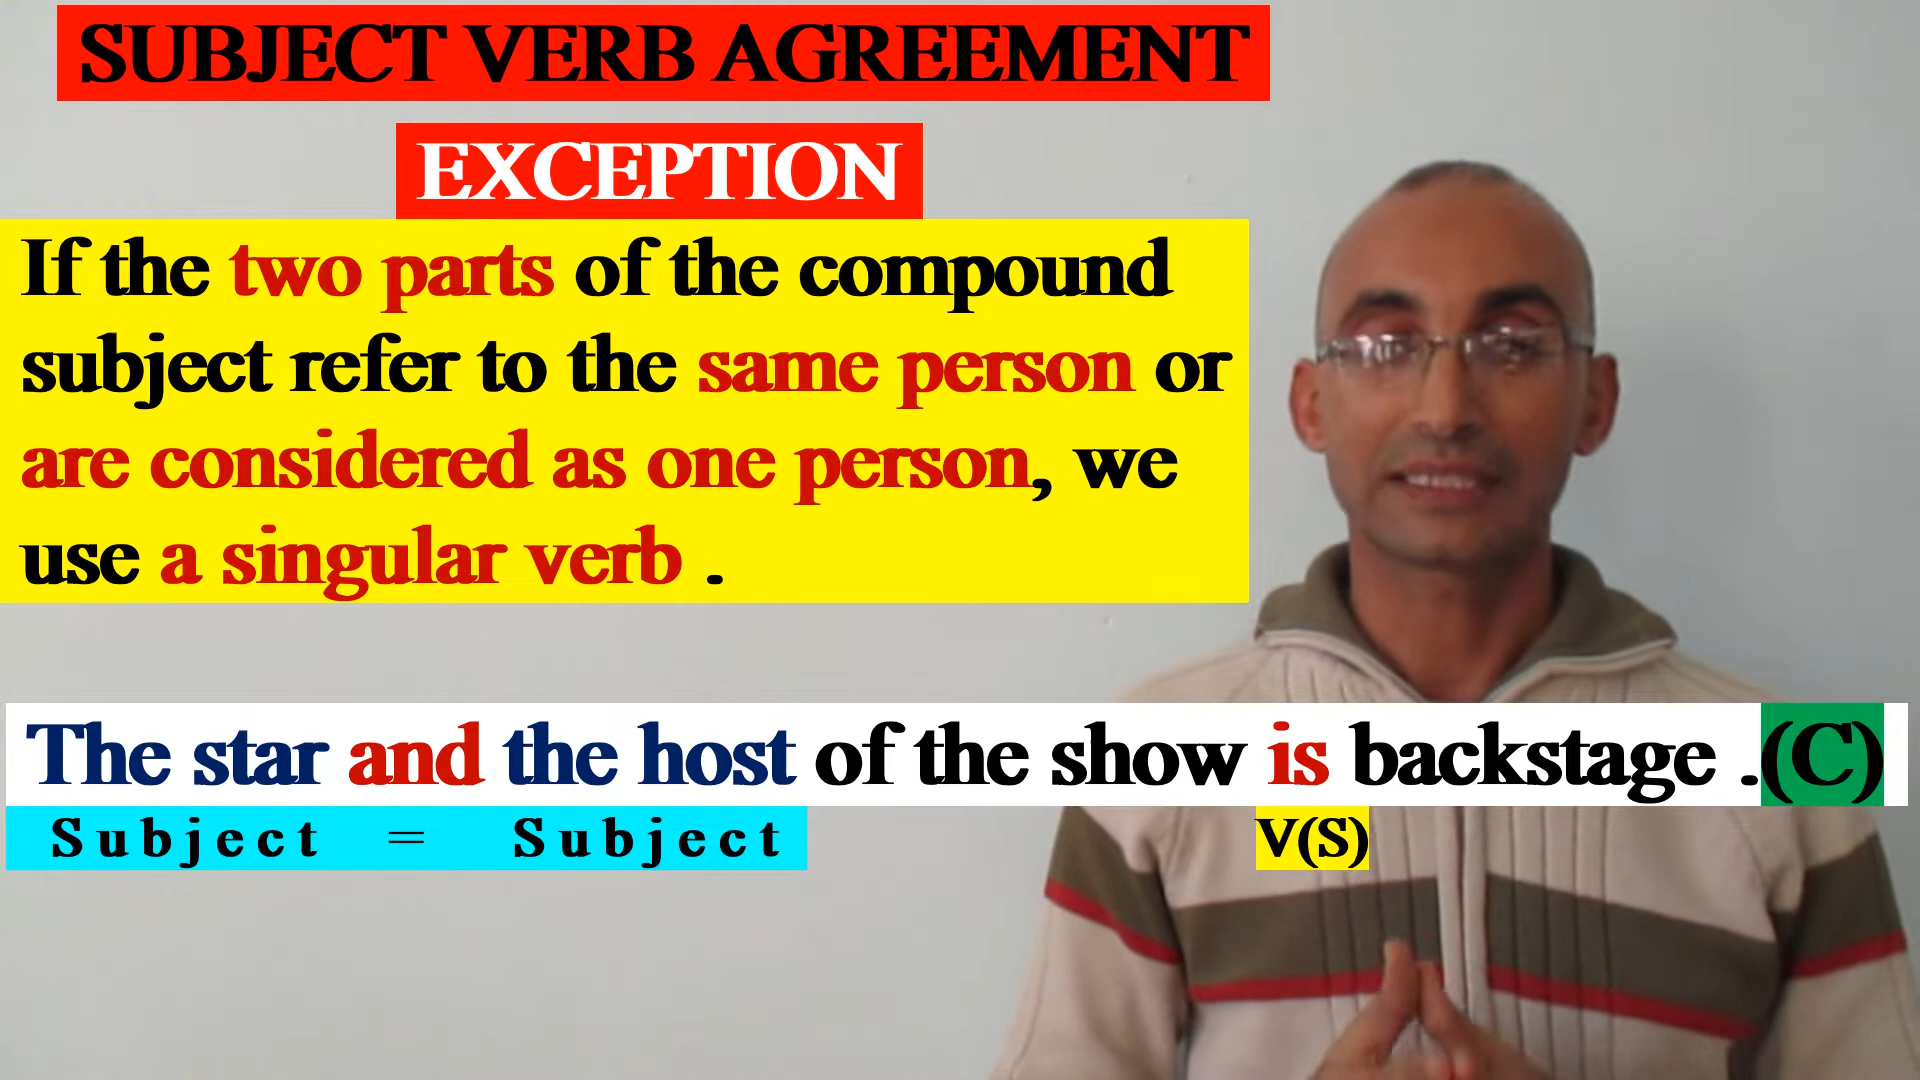 SUBJECT VERB AGREEMENT
EXCEPTION
If the two parts of the compound
subject refer to the same person or
are considered as one person, we
use a singular verb .
The star and the host of the show is backstage .(C)
Subject = Subject V(S)